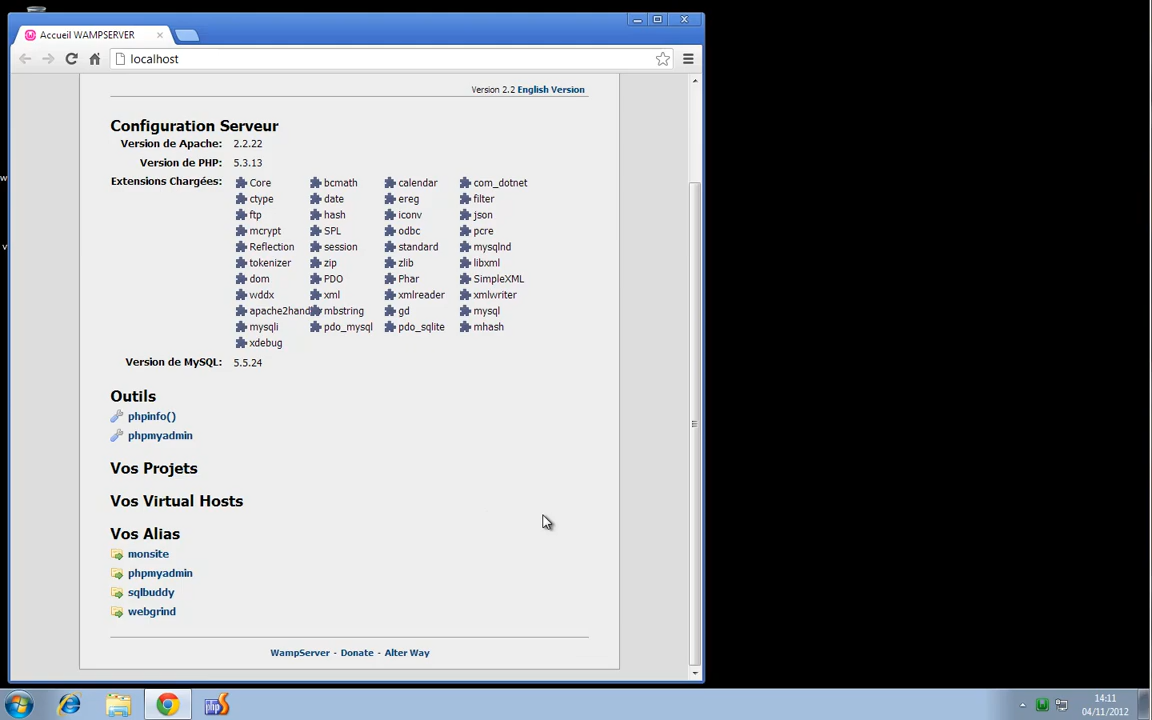 Accueil WAMPSERVER
localhost
Version 2.2 English Version
Configuration Serveur
Version de Apache: 2.2.22
Version de PHP: 5.3.13
Extensions Chargées: Core bcmath calendar com_dotnet
ctype date ereg filter
ftp hash iconv json
mcrypt SPL odbc pcre
Reflection session standard mysqlnd
tokenizer zip zlib libxml
dom PDO Phar SimpleXML
wddx xml xmlreader xmlwriter
mbstring gd mysql
mysqli pdo_mysql pdo_sqlite mhash
xdebug
Version de MySQL: 5.5.24
Outils
phpinfo()
phpmyadmin
Vos Projets
Vos Virtual Hosts
Vos Alias
monsite
phpmyadmin
sqlbuddy
webgrind
WampServer - Donate - Alter Way
php
14:11
04/11/2012